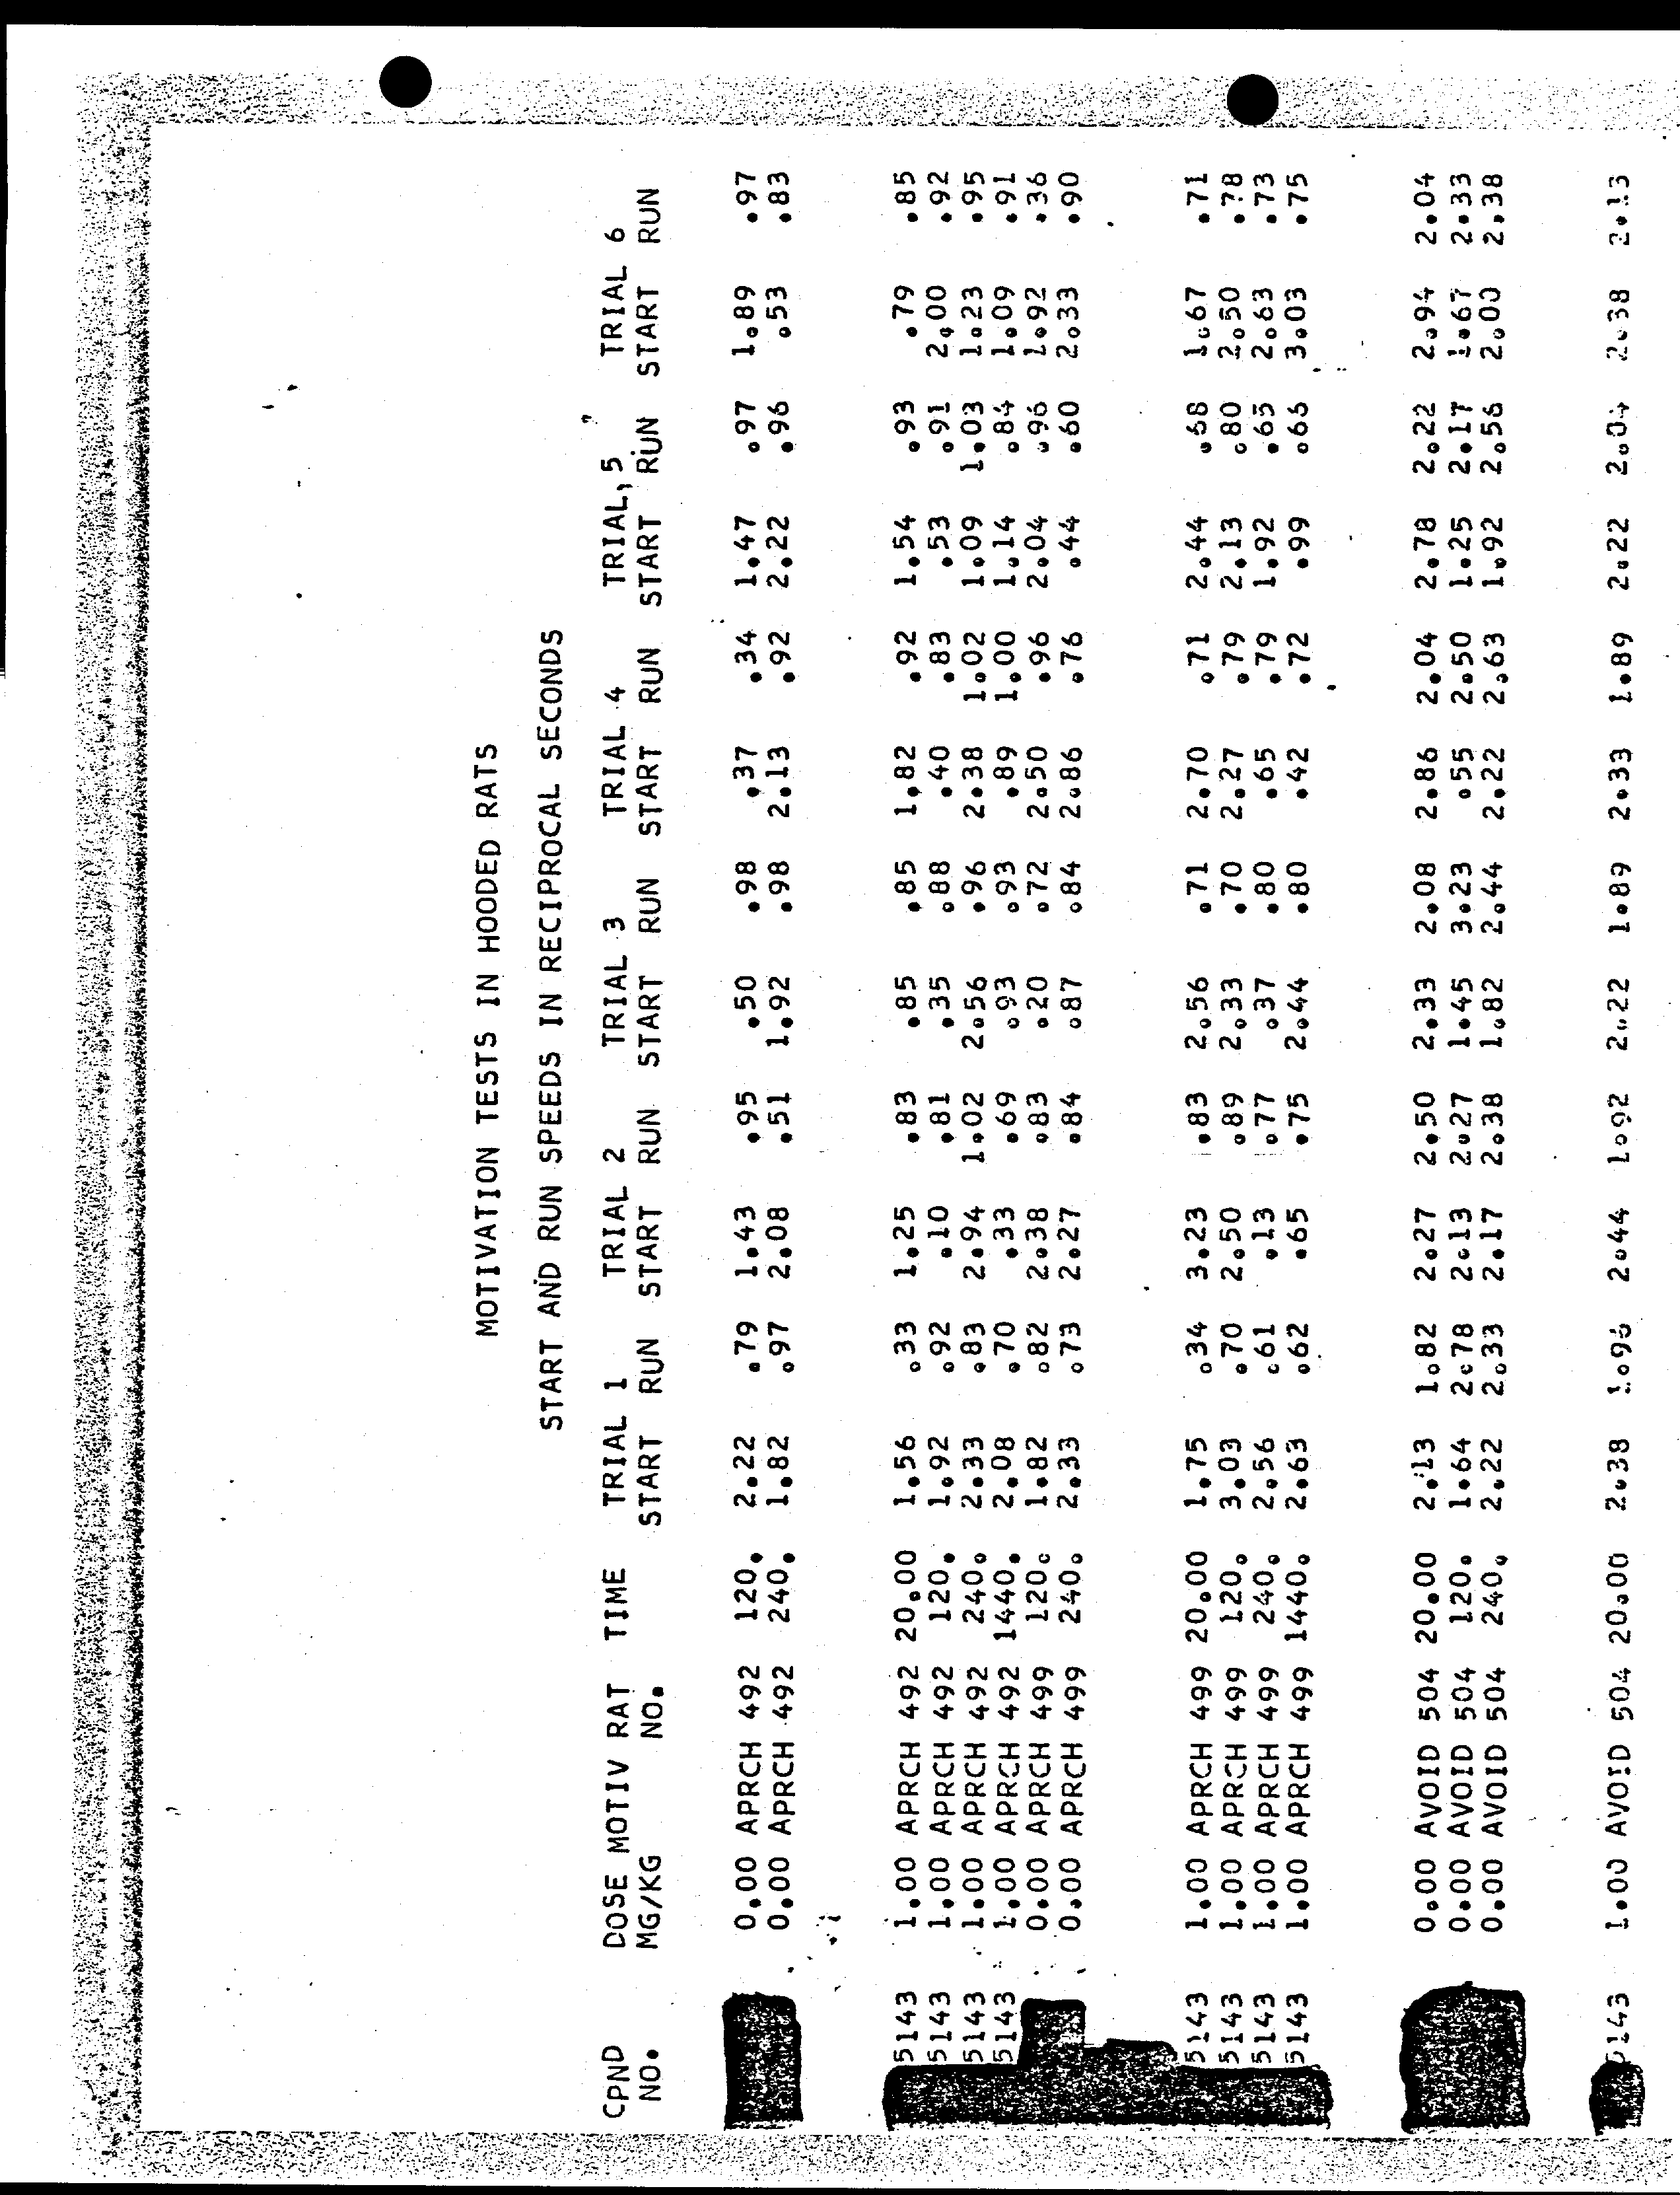 MOTIVATION TESTS IN HOODED RATS
START AND RUN SPEEDS IN RECIPROCAL SECONDS
CPND DOSE MOTIV RAT TIME TRIAL 1 TRIAL 2 TRIAL 3 TRIAL 4 TRIAL 5 TRIAL 6
NO. MG/KG NO. START RUN START RUN START RUN START RUN START RUN START RUN
0.00 APRCH 492 120. 2.22 .79 1.43 .95 .50 .98 .37 .34 1.47 .97 1.89 .97
0.00 APRCH 492 240. 1.82 .97 2.08 .51 1.92 .98 2.13 .92 2.22 .96 .53 .83
5143 1.00 APRCH 492 20.00 1.56 .33 1.25 .83 .85 .85 1.82 .92 1.54 .93 .79 .85
5143 1.00 APRCH 492 120. 1.92 .92 .10 .81 .35 .88 .40 .83 .53 .91 2.00 .92
5143 1.00 APRCH 492 240. 2.33 .83 2.94 1.02 2.56 .96 2.38 1.02 1.09 1.03 1.23 .95
5143 1.00 APRCH 492 1440. 2.08 .70 .33 .69 .93 .93 .89 1.00 1.14 .84 1.09 .91
0.00 APRCH 499 120. 1.82 .82 2.38 .83 .20 .72 2.50 .96 2.04 .96 1.92 .36
0.00 APRCH 499 240. 2.33 .73 2.27 .84 .87 .84 2.86 .76 .44 .60 2.33 .90
5143 1.00 APRCH 499 20.00 1.75 .34 3.23 .83 2.56 .71 2.70 .71 2.44 .68 1.67 .71
5143 1.00 APRCH 499 120. 3.03 .70 2.50 .89 2.33 .70 2.27 .79 2.13 .80 2.50 .78
5143 1.00 APRCH 499 240. 2.56 .61 .13 .77 .37 .80 .65 .79 1.92 .65 2.63 .73
5143 1.00 APRCH 499 1440. 2.63 .62 .65 .75 2.44 .80 .42 .72 .99 .65 3.03 .75
0.00 AVOID 504 20.00 2.13 1.82 2.27 2.50 2.33 2.08 2.86 2.04 2.78 2.22 2.94 2.04
0.00 AVOID 504 120. 1.64 2.78 2.13 2.27 1.45 3.23 .55 2.50 1.25 2.17 1.67 2.33
0.00 AVOID 504 240. 2.22 2.33 2.17 2.38 1.82 2.44 2.22 2.63 1.92 2.56 2.00 2.38
5143 1.00 AVOID 504 20.00 2.38 1.96 2.44 1.92 2.22 1.89 2.33 1.89 2.22 2.04 2.38 2.13